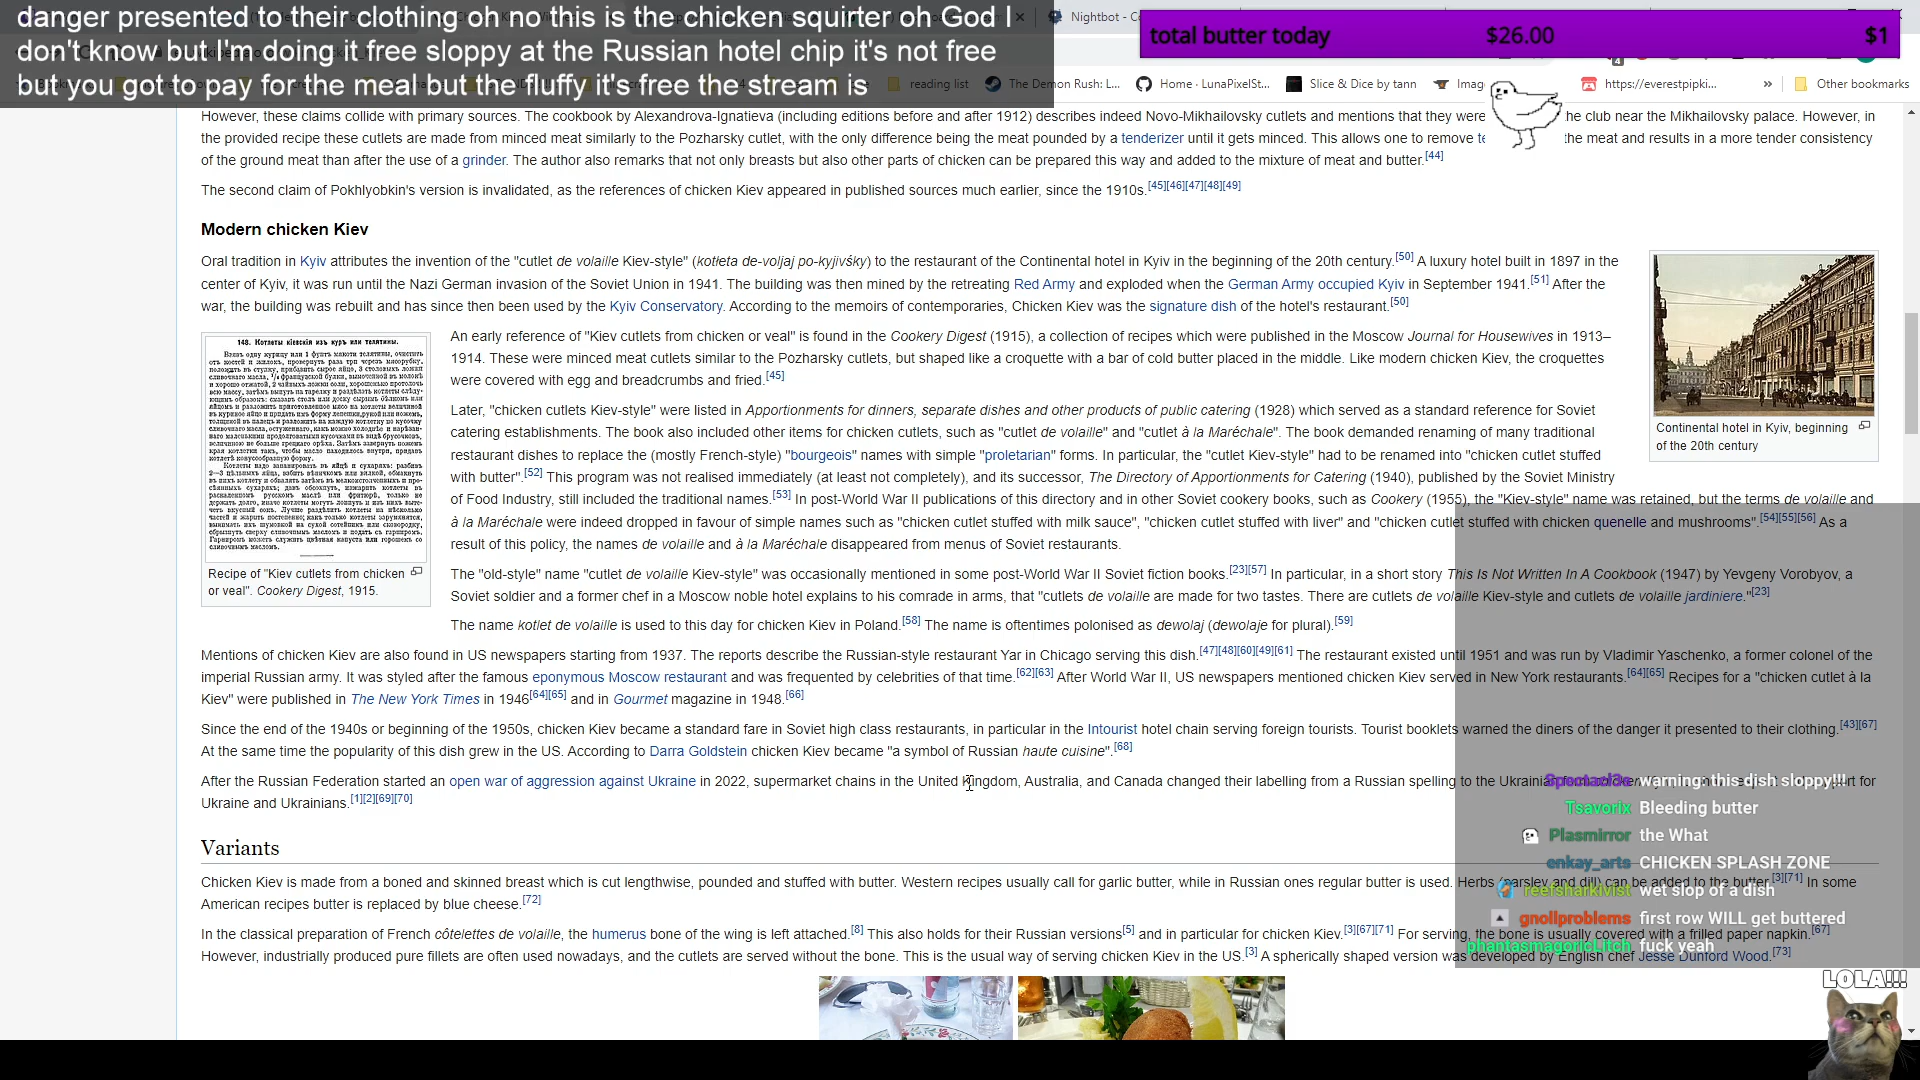 danger presented to their clothing oh no this is the chicken squirter oh God I
don't know but I'm doing it free sloppy at the Russian hotel chip it's not free
but you got to pay for the meal but the fluffy it's free the stream is
Nightbot - Co
total butter today $26.00 $1
reading list The Demon Rush: L... Home · LunaPixelSt... Slice & Dice by tann Imag https://everestpipki... » Other bookmarks
However, these claims collide with primary sources. The cookbook by Alexandrova-Ignatieva (including editions before and after 1912) describes indeed Novo-Mikhailovsky cutlets and mentions that they were he club near the Mikhailovsky palace. However, in
the provided recipe these cutlets are made from minced meat similarly to the Pozharsky cutlet, with the only difference being the meat pounded by a tenderizer until it gets minced. This allows one to remove te the meat and results in a more tender consistency
of the ground meat than after the use of a grinder. The author also remarks that not only breasts but also other parts of chicken can be prepared this way and added to the mixture of meat and butter.[44]
The second claim of Pokhlyobkin's version is invalidated, as the references of chicken Kiev appeared in published sources much earlier, since the 1910s.[45][46][47][48][49]
Modern chicken Kiev
Oral tradition in Kyiv attributes the invention of the "cutlet de volaille Kiev-style" (kotleta de-voljaj po-kyjivśky) to the restaurant of the Continental hotel in Kyiv in the beginning of the 20th century.[50] A luxury hotel built in 1897 in the
center of Kyiv, it was run until the Nazi German invasion of the Soviet Union in 1941. The building was then mined by the retreating Red Army and exploded when the German Army occupied Kyiv in September 1941.[51] After the
war, the building was rebuilt and has since then been used by the Kyiv Conservatory. According to the memoirs of contemporaries, Chicken Kiev was the signature dish of the hotel's restaurant.[50]
Continental hotel in Kyiv, beginning
of the 20th century
148. Котлеты кіевскія изъ куръ или телятины.
Recipe of "Kiev cutlets from chicken
or veal". Cookery Digest, 1915.
An early reference of "Kiev cutlets from chicken or veal" is found in the Cookery Digest (1915), a collection of recipes which were published in the Moscow Journal for Housewives in 1913–
1914. These were minced meat cutlets similar to the Pozharsky cutlets, but shaped like a croquette with a bar of cold butter placed in the middle. Like modern chicken Kiev, the croquettes
were covered with egg and breadcrumbs and fried.[45]
Later, "chicken cutlets Kiev-style" were listed in Apportionments for dinners, separate dishes and other products of public catering (1928) which served as a standard reference for Soviet
catering establishments. The book also included other items for chicken cutlets, such as "cutlet de volaille" and "cutlet à la Maréchale". The book demanded renaming of many traditional
restaurant dishes to replace the (mostly French-style) "bourgeois" names with simple "proletarian" forms. In particular, the "cutlet Kiev-style" had to be renamed into "chicken cutlet stuffed
with butter".[52] This program was not realised immediately (at least not completely), and its successor, The Directory of Apportionments for Catering (1940), published by the Soviet Ministry
of Food Industry, still included the traditional names.[53] In post-World War II publications of this directory and in other Soviet cookery books, such as Cookery (1955), the "Kiev-style" name was retained, but the terms de volaille and
à la Maréchale were indeed dropped in favour of simple names such as "chicken cutlet stuffed with milk sauce", "chicken cutlet stuffed with liver" and "chicken cutlet stuffed with chicken quenelle and mushrooms".[54][55][56] As a
result of this policy, the names de volaille and à la Maréchale disappeared from menus of Soviet restaurants.
The "old-style" name "cutlet de volaille Kiev-style" was occasionally mentioned in some post-World War II Soviet fiction books.[23][57] In particular, in a short story This Is Not Written In A Cookbook (1947) by Yevgeny Vorobyov, a
Soviet soldier and a former chef in a Moscow noble hotel explains to his comrade in arms, that "cutlets de volaille are made for two tastes. There are cutlets de volaille Kiev-style and cutlets de volaille jardiniere."[23]
The name kotlet de volaille is used to this day for chicken Kiev in Poland.[58] The name is oftentimes polonised as dewolaj (dewolaje for plural).[59]
Mentions of chicken Kiev are also found in US newspapers starting from 1937. The reports describe the Russian-style restaurant Yar in Chicago serving this dish.[47][48][60][49][61] The restaurant existed until 1951 and was run by Vladimir Yaschenko, a former colonel of the
imperial Russian army. It was styled after the famous eponymous Moscow restaurant and was frequented by celebrities of that time.[62][63] After World War II, US newspapers mentioned chicken Kiev served in New York restaurants.[64][65] Recipes for a "chicken cutlet à la
Kiev" were published in The New York Times in 1946[64][65] and in Gourmet magazine in 1948.[66]
Since the end of the 1940s or beginning of the 1950s, chicken Kiev became a standard fare in Soviet high class restaurants, in particular in the Intourist hotel chain serving foreign tourists. Tourist booklets warned the diners of the danger it presented to their clothing.[43][67]
At the same time the popularity of this dish grew in the US. According to Darra Goldstein chicken Kiev became "a symbol of Russian haute cuisine".[68]
After the Russian Federation started an open war of aggression against Ukraine in 2022, supermarket chains in the United Kingdom, Australia, and Canada changed their labelling from a Russian spelling to the Ukrainian
Ukraine and Ukrainians.[1][2][69][70]
Spectacl3e warning: this dish sloppy!!!
Tsavorix Bleeding butter
Plasmirror the What
enkay_arts CHICKEN SPLASH ZONE
reefsharklivist wet slop of a dish
gnollproblems first row WILL get buttered
phantasmagoricLitch fuck yeah
Variants
Chicken Kiev is made from a boned and skinned breast which is cut lengthwise, pounded and stuffed with butter. Western recipes usually call for garlic butter, while in Russian ones regular butter is used. Herbs (parsley and dill) can be added to the butter.[3][71] In some
American recipes butter is replaced by blue cheese.[72]
In the classical preparation of French côtelettes de volaille, the humerus bone of the wing is left attached.[8] This also holds for their Russian versions[5] and in particular for chicken Kiev.[3][67][71] For serving, the bone is usually covered with a frilled paper napkin.[67]
However, industrially produced pure fillets are often used nowadays, and the cutlets are served without the bone. This is the usual way of serving chicken Kiev in the US.[3] A spherically shaped version was developed by English chef Jesse Dunford Wood.[73]
LOLA!!!